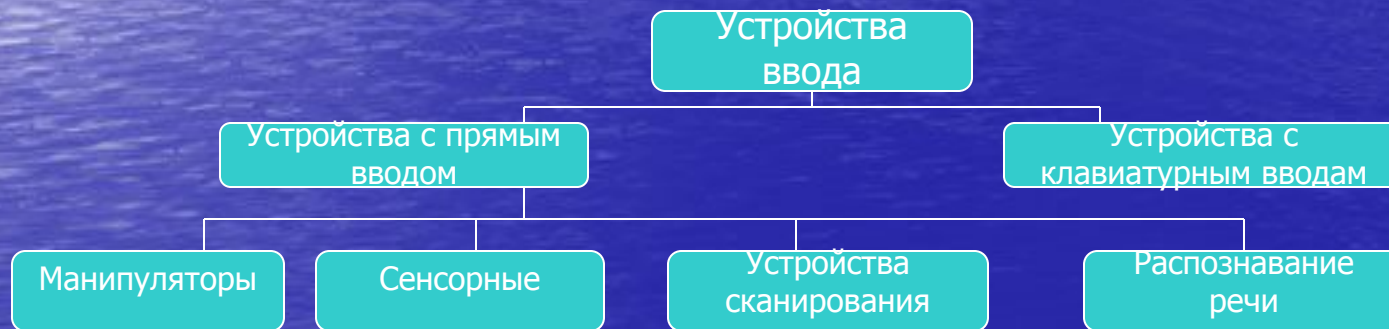 Устройства
ввода
Устройства с прямым
вводом
Устройства с
клавиатурным вводам
Манипуляторы
Сенсорные
Устройства
сканирования
Распознавание
речи